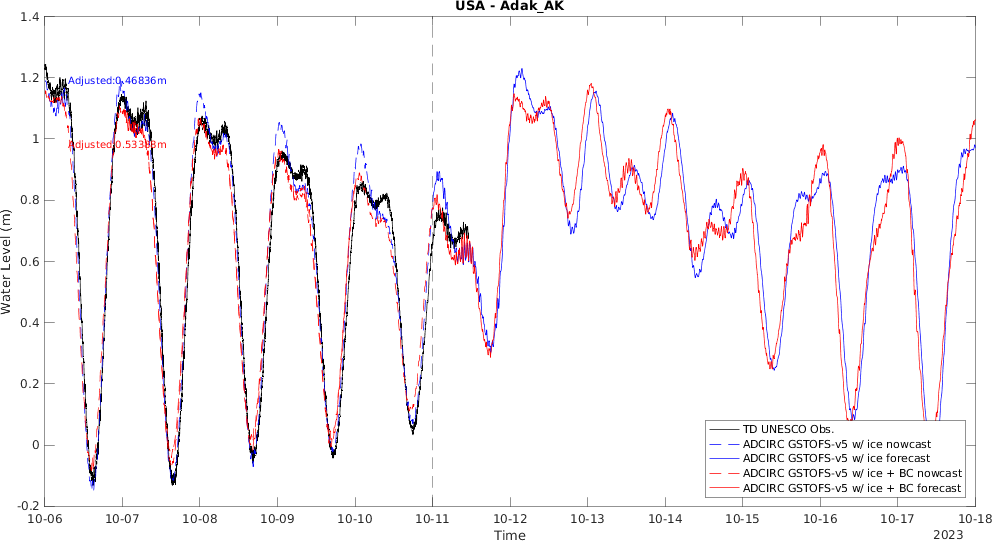 USA - Adak_AK
1.4
1.2
1
0.8
0.6
0.4
0.2
0
-0.2
Water Level (m)
Adjusted:0.46836m
Adjusted:0.53383m
TD UNESCO Obs.
ADCIRC GSTOFS-v5 w/ ice nowcast
ADCIRC GSTOFS-v5 w/ ice forecast
ADCIRC GSTOFS-v5 w/ ice + BC nowcast
ADCIRC GSTOFS-v5 w/ ice + BC forecast
10-06 10-07 10-08 10-09 10-10 10-11 10-12 10-13 10-14 10-15 10-16 10-17 10-18
Time
2023